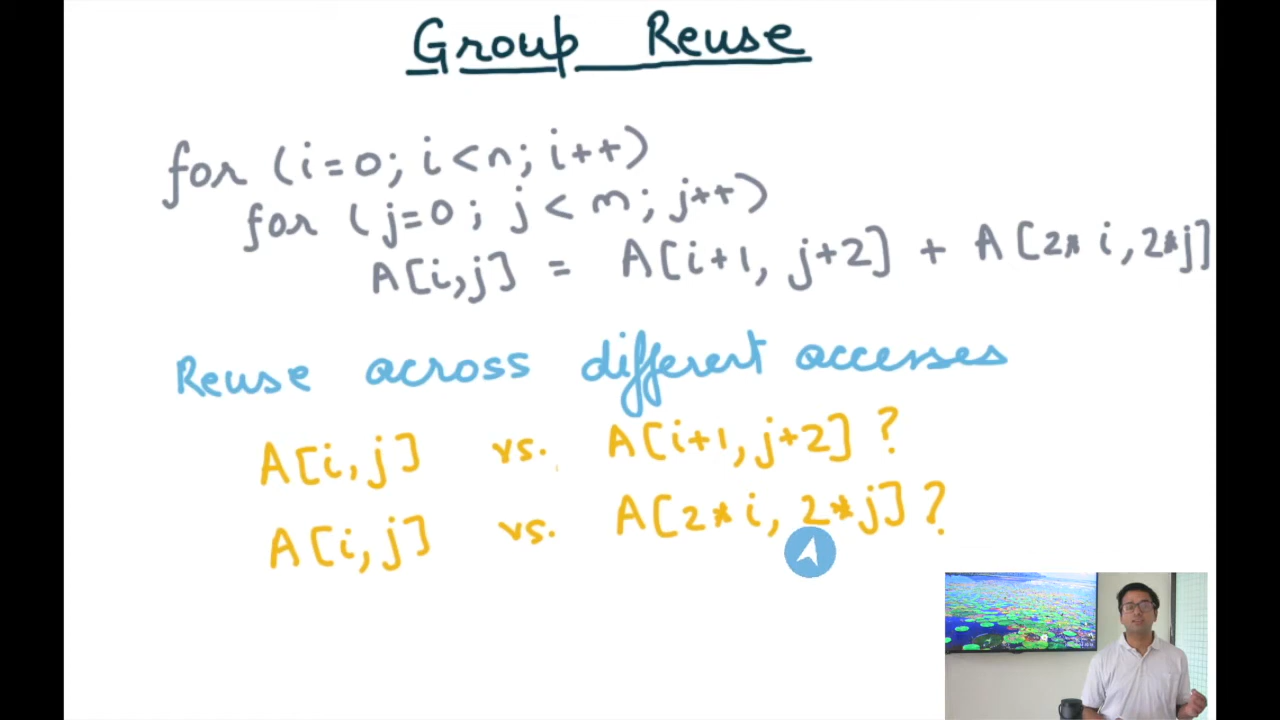 Group Reuse
for (i=0; i<n; i++)
for (j=0; j<m; j++)
A[i,j] = A[i+1, j+2] + A[2* i, 2*j]
Reuse across different accesses
A[i,j] vs. A[i+1, j+2] ?
A[i,j] vs. A[2* i, 2*j] ?